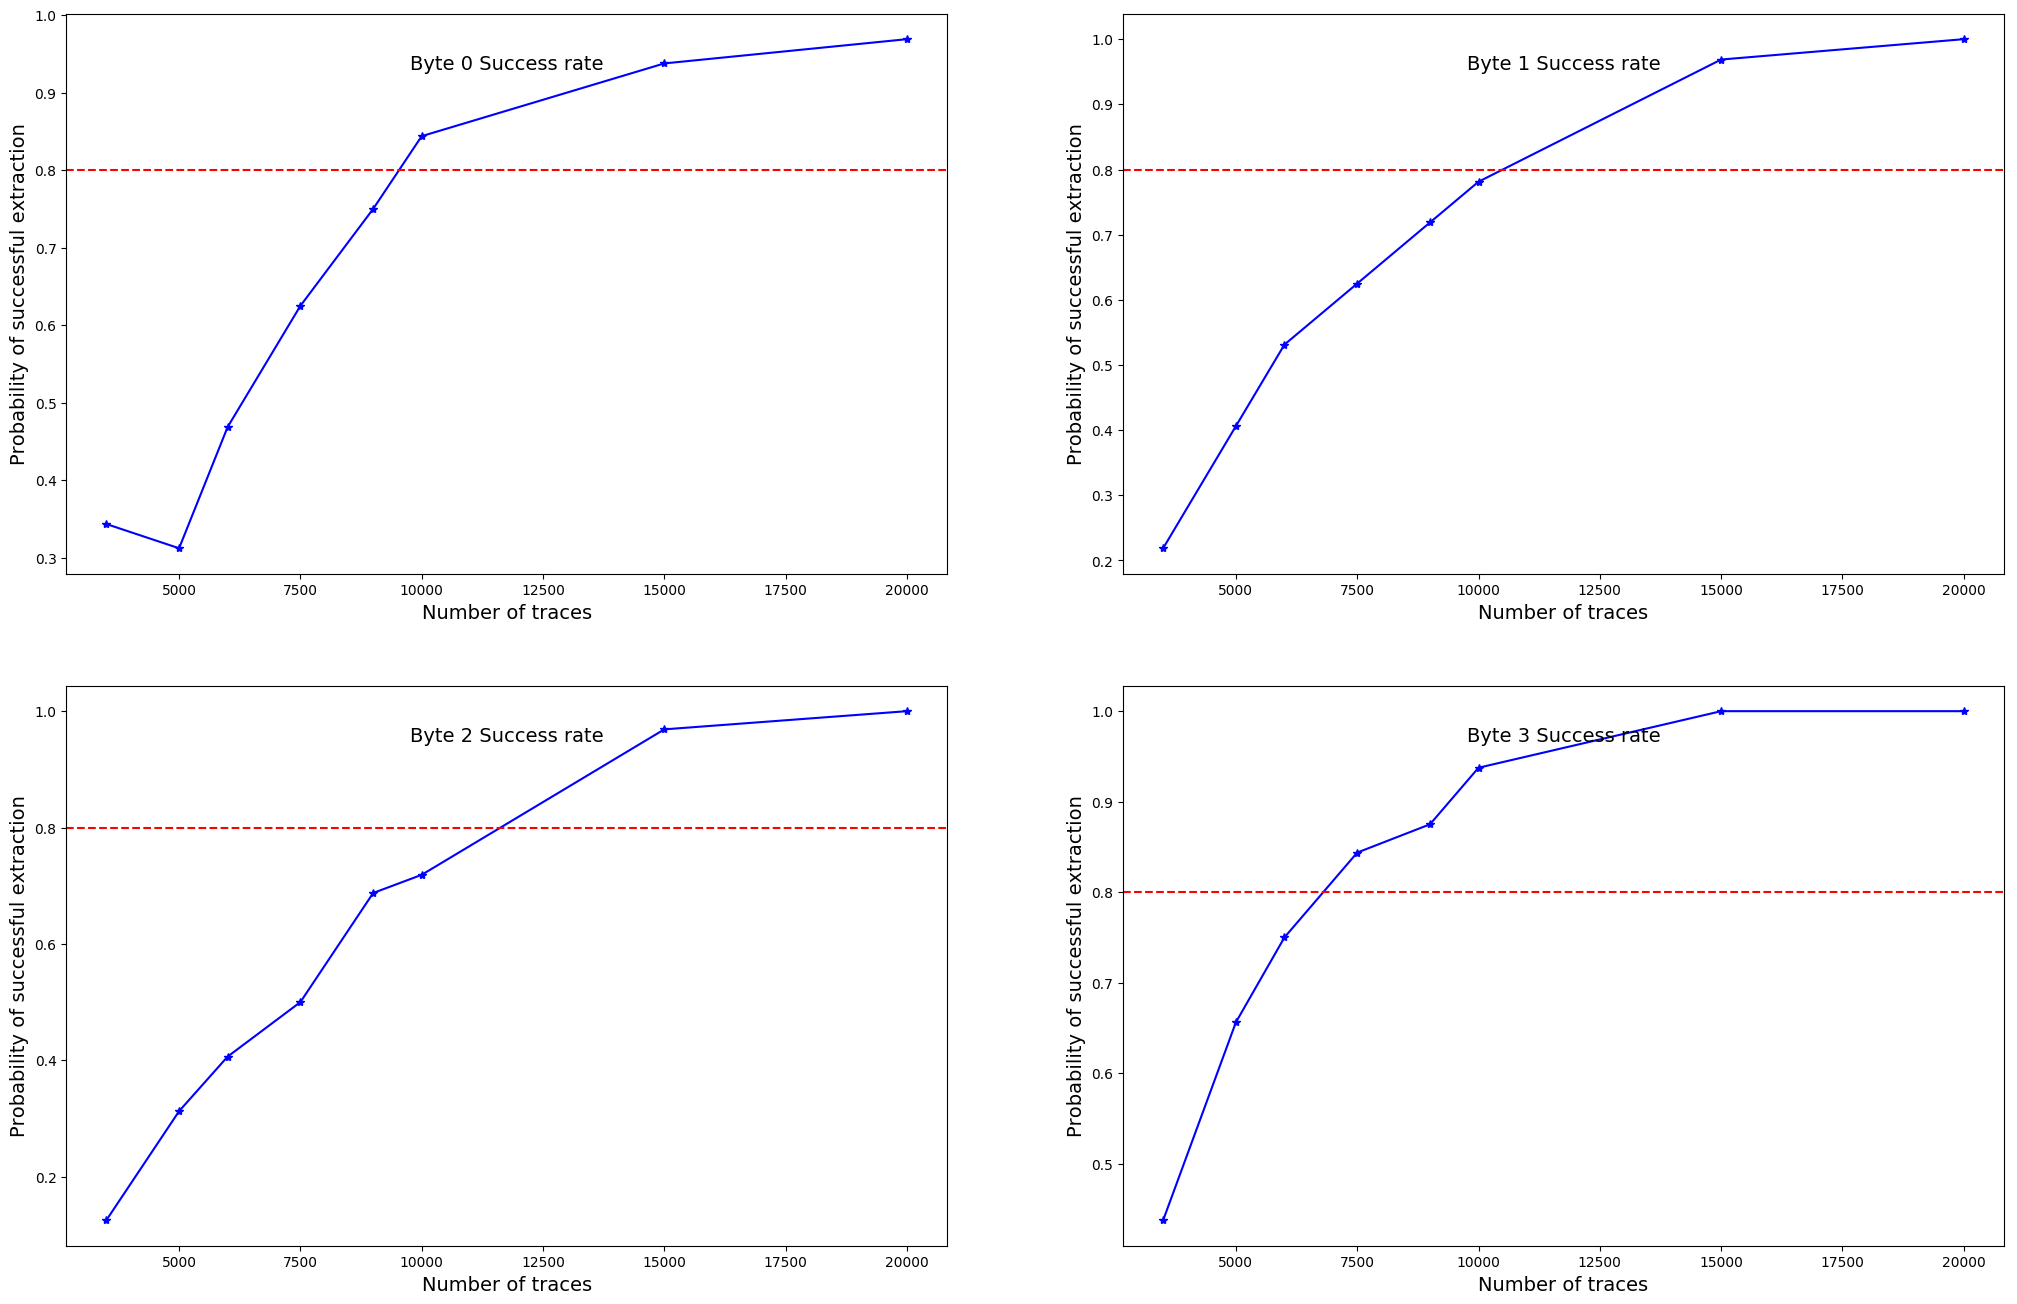 Byte 0 Success rate
Probability of successful extraction
1.0
0.9
0.8
0.7
0.6
0.5
0.4
0.3
5000 7500 10000 12500 15000 17500 20000
Number of traces
Byte 1 Success rate
Probability of successful extraction
1.0
0.9
0.8
0.7
0.6
0.5
0.4
0.3
0.2
5000 7500 10000 12500 15000 17500 20000
Number of traces
Byte 2 Success rate
Probability of successful extraction
1.0
0.8
0.6
0.4
0.2
5000 7500 10000 12500 15000 17500 20000
Number of traces
Byte 3 Success rate
Probability of successful extraction
1.0
0.9
0.8
0.7
0.6
0.5
5000 7500 10000 12500 15000 17500 20000
Number of traces